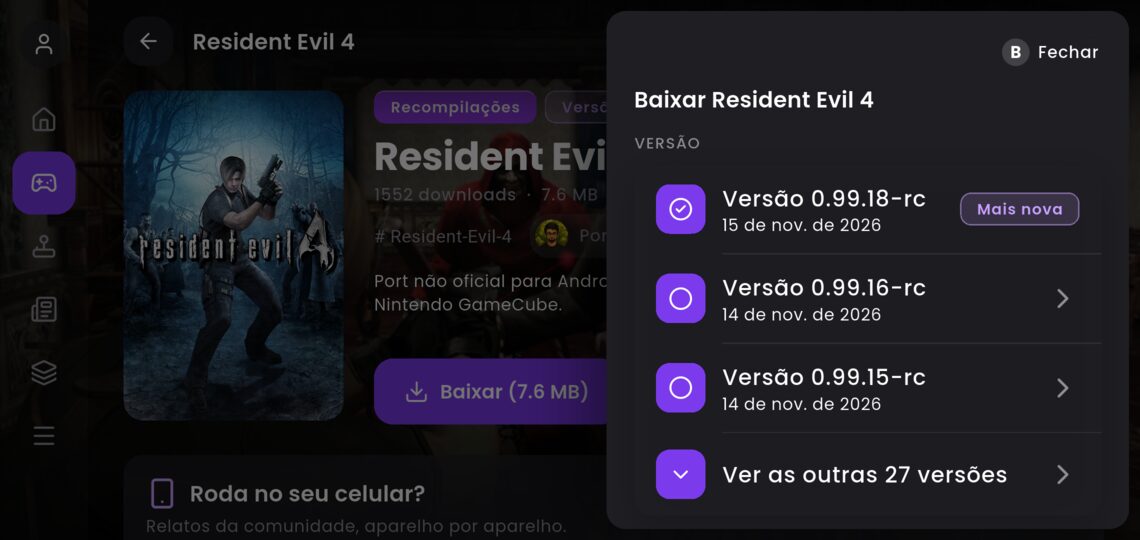 Resident Evil 4
Recompilações
Resident Evi
1552 downloads · 7.6 MB
# Resident-Evil-4
resident evil 4
Port não oficial para Andro
Nintendo GameCube.
Baixar (7.6 MB)
Roda no seu celular?
Relatos da comunidade, aparelho por aparelho.
B Fechar
Baixar Resident Evil 4
VERSÃO
Versão 0.99.18-rc
Mais nova
15 de nov. de 2026
Versão 0.99.16-rc
14 de nov. de 2026
Versão 0.99.15-rc
14 de nov. de 2026
Ver as outras 27 versões